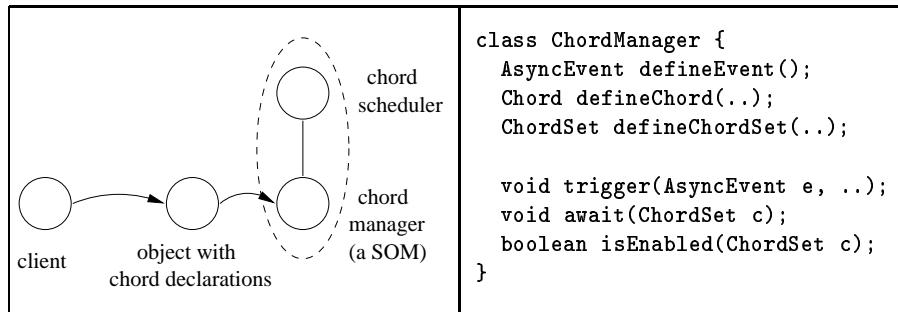 chord
scheduler
chord
manager
(a SOM)
client
object with
chord declarations
class ChordManager {
AsyncEvent defineEvent();
Chord defineChord(..);
ChordSet defineChordSet(..);
void trigger(AsyncEvent e, ..);
void await(ChordSet c);
boolean isEnabled(ChordSet c);
}